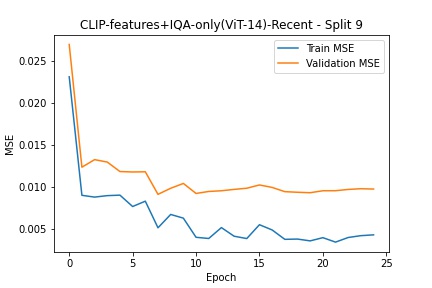 CLIP-features+IQA-only(ViT-14)-Recent - Split 9
Train MSE
Validation MSE
0.025
0.020
0.015
0.010
0.005
MSE
0 5 10 15 20 25
Epoch